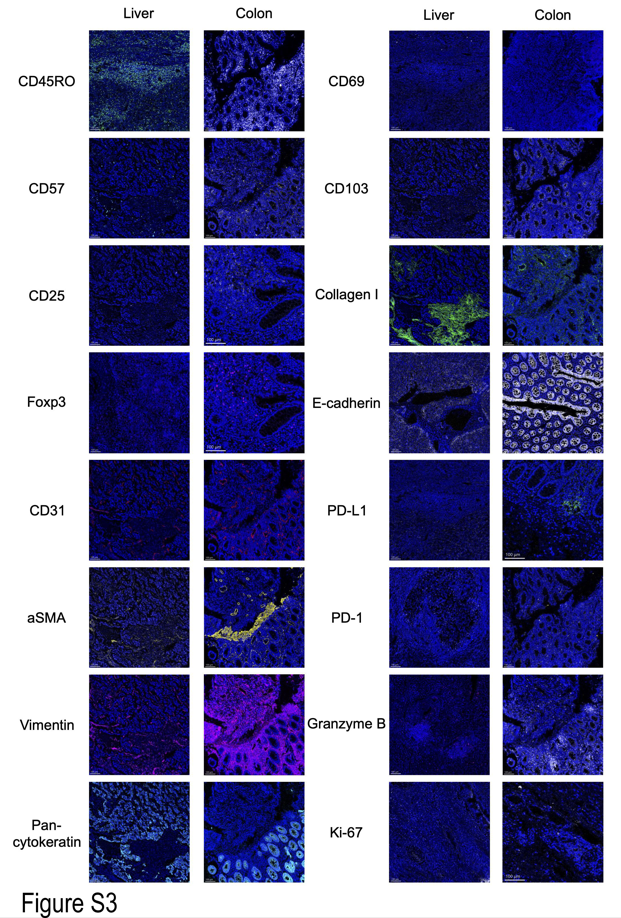 Liver Colon Liver Colon
CD45RO CD69
CD57 CD103
CD25 Collagen I
100 µm
Foxp3 E-cadherin
100 µm
CD31 PD-L1
100 µm
aSMA PD-1
Vimentin Granzyme B
Pan-
cytokeratin Ki-67
100 µm
Figure S3